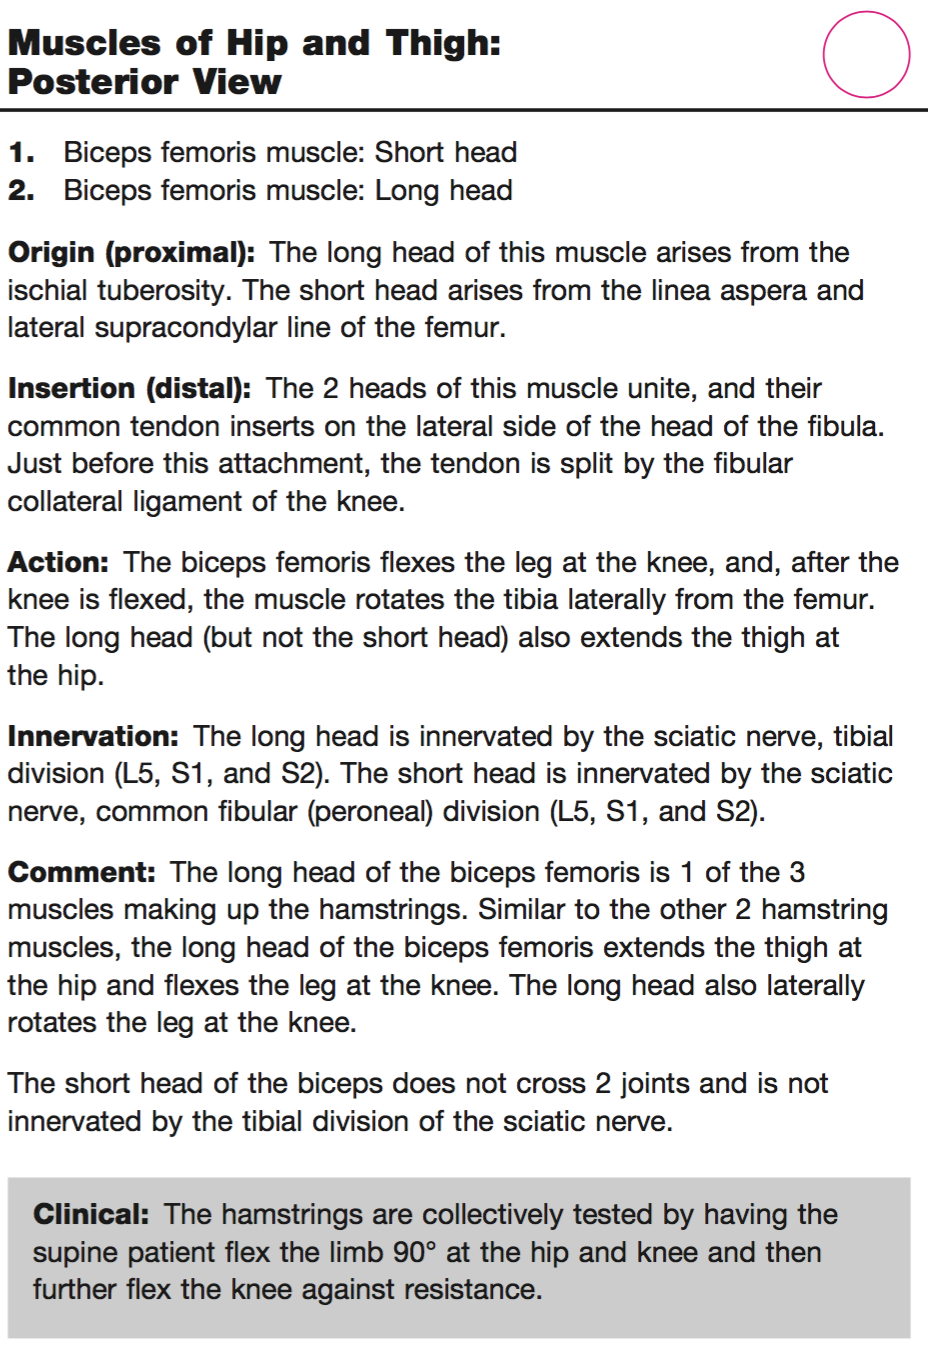 Muscles of Hip and Thigh:
Posterior View
1. Biceps femoris muscle: Short head
2. Biceps femoris muscle: Long head
Origin (proximal): The long head of this muscle arises from the
ischial tuberosity. The short head arises from the linea aspera and
lateral supracondylar line of the femur.
Insertion (distal): The 2 heads of this muscle unite, and their
common tendon inserts on the lateral side of the head of the fibula.
Just before this attachment, the tendon is split by the fibular
collateral ligament of the knee.
Action: The biceps femoris flexes the leg at the knee, and, after the
knee is flexed, the muscle rotates the tibia laterally from the femur.
The long head (but not the short head) also extends the thigh at
the hip.
Innervation: The long head is innervated by the sciatic nerve, tibial
division (L5, S1, and S2). The short head is innervated by the sciatic
nerve, common fibular (peroneal) division (L5, S1, and S2).
Comment: The long head of the biceps femoris is 1 of the 3
muscles making up the hamstrings. Similar to the other 2 hamstring
muscles, the long head of the biceps femoris extends the thigh at
the hip and flexes the leg at the knee. The long head also laterally
rotates the leg at the knee.
The short head of the biceps does not cross 2 joints and is not
innervated by the tibial division of the sciatic nerve.
Clinical: The hamstrings are collectively tested by having the
supine patient flex the limb 90° at the hip and knee and then
further flex the knee against resistance.